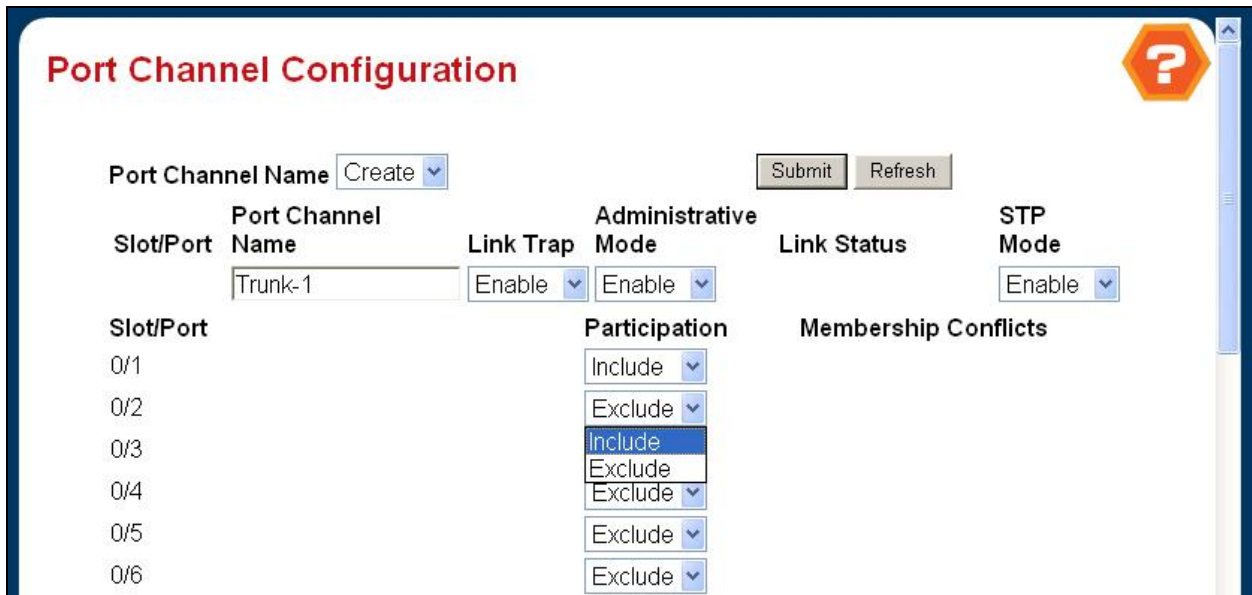 Port Channel Configuration
?
Port Channel Name Create Submit Refresh
Slot/Port Port Channel Name Link Trap Administrative Mode Link Status STP Mode
Trunk-1 Enable Enable Enable
Slot/Port Participation Membership Conflicts
0/1 Include
0/2 Exclude
Include
0/3
Exclude
0/4 Exclude
0/5 Exclude
0/6 Exclude